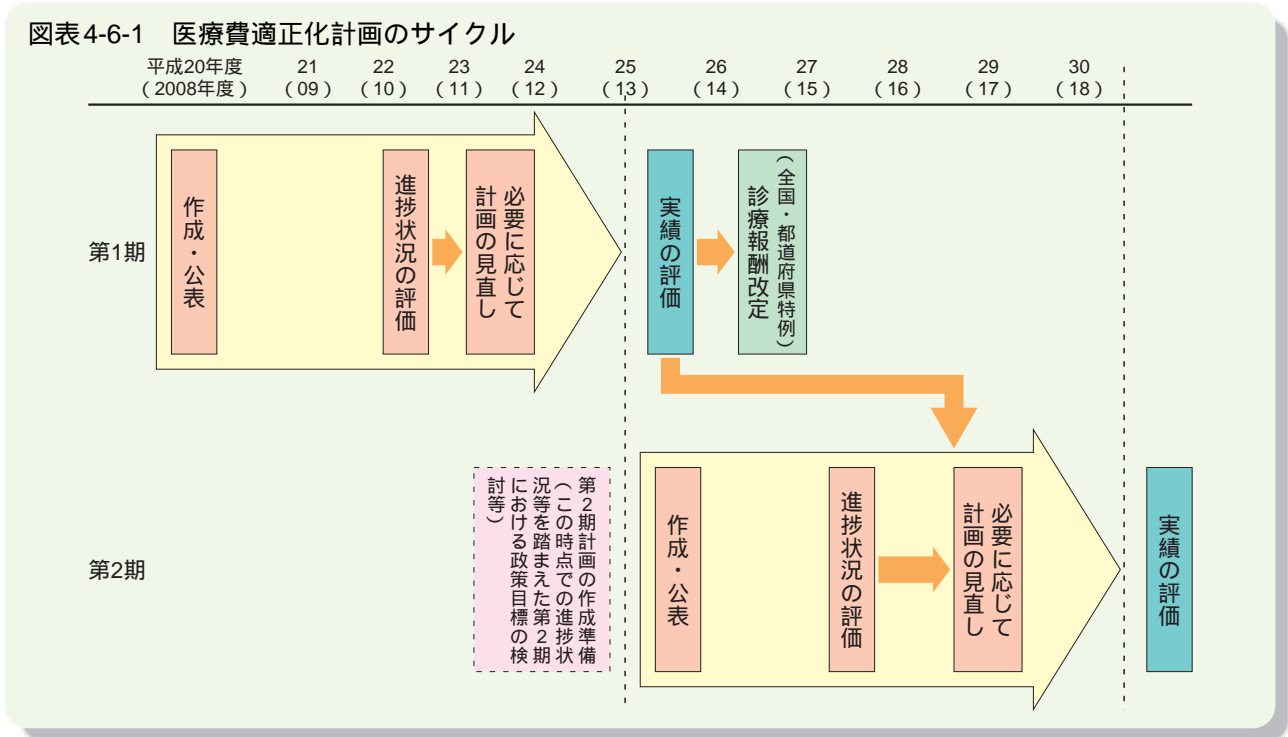 図表4-6-1　医療費適正化計画のサイクル
平成20年度 21 22 23 24 25 26 27 28 29 30
（2008年度） （09） （10） （11） （12） （13） （14） （15） （16） （17） （18）
第1期
作成・公表
進捗状況の評価
必要に応じて
計画の見直し
実績の評価
（全国・都道府県特例）
診療報酬改定
第2期
第2期計画の作成準備
（この時点での進捗状
況等を踏まえた第2期
における政策目標の検
討等）
作成・公表
進捗状況の評価
必要に応じて
計画の見直し
実績の評価